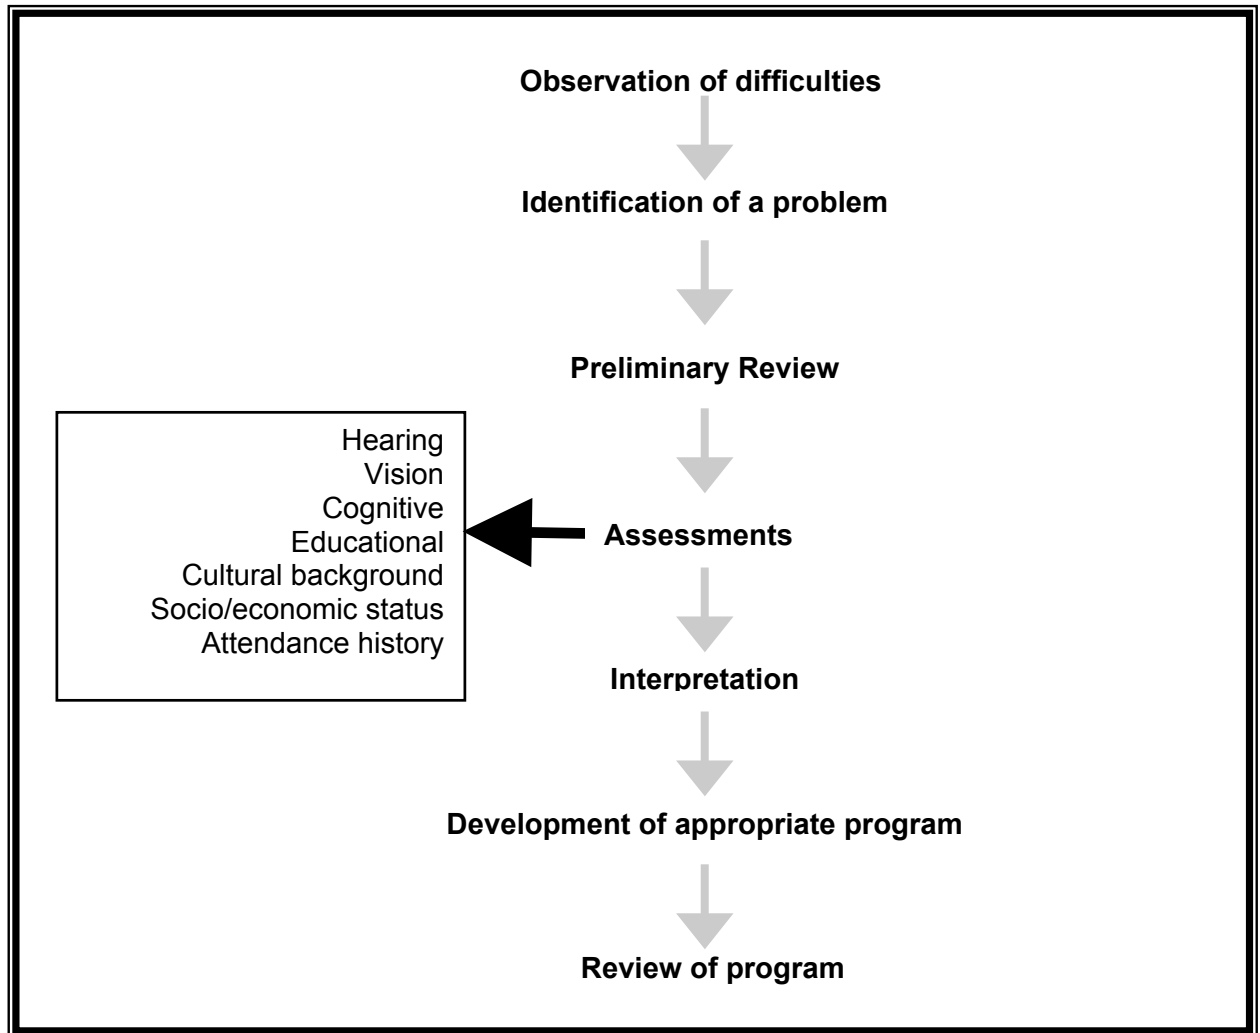 Observation of difficulties
Identification of a problem
Preliminary Review
Hearing
Vision
Cognitive
Educational
Cultural background
Socio/economic status
Attendance history
Assessments
Interpretation
Development of appropriate program
Review of program